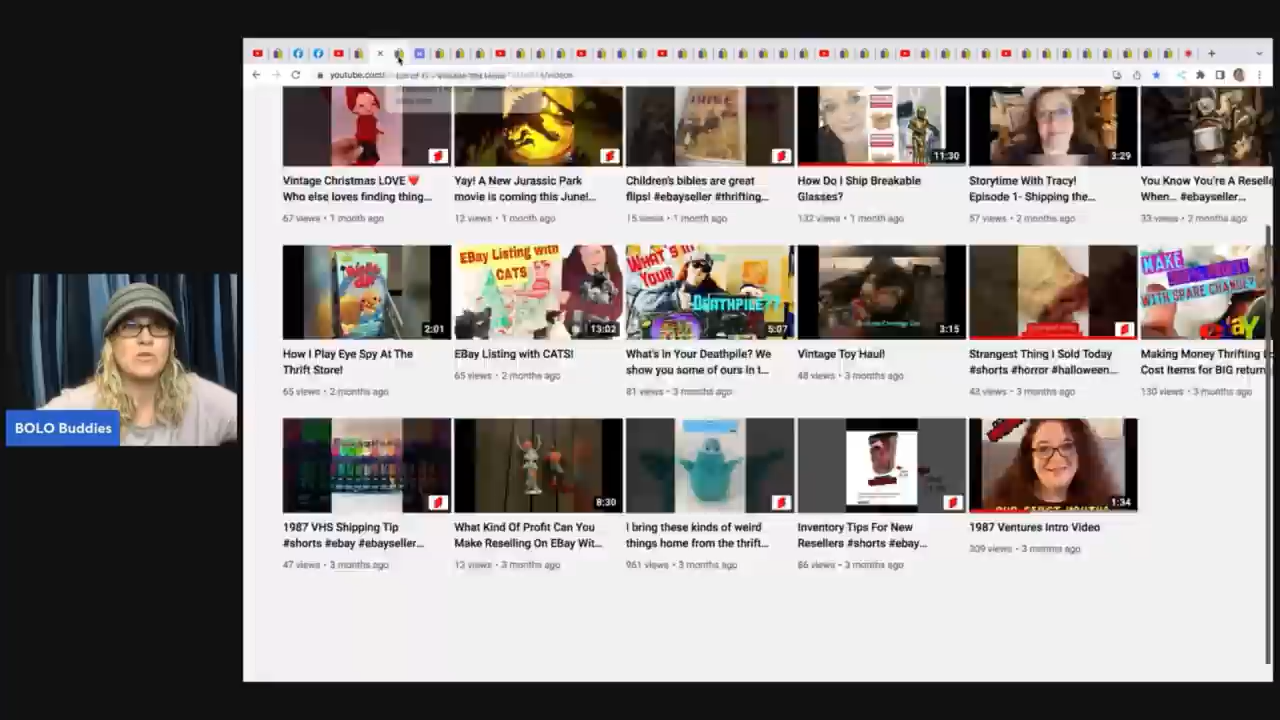 youtube.com/
Vintage Christmas LOVE ❤️
Who else loves finding thing...
67 views • 1 month ago
Yay! A New Jurassic Park
movie is coming this June!...
12 views • 1 month ago
Children's bibles are great
flips! #ebayseller #thrifting...
15 views • 1 month ago
11:30
How Do I Ship Breakable
Glasses?
132 views • 1 month ago
3:29
Storytime With Tracy!
Episode 1- Shipping the...
57 views • 2 months ago
You Know You're A Reselle
When... #ebayseller...
33 views • 2 months ago
2:01
How I Play Eye Spy At The
Thrift Store!
65 views • 2 months ago
EBay Listing with
CATS
13:02
EBay Listing with CATS!
65 views • 2 months ago
WHAT'S IN
YOUR
DEATHPILE??
5:07
What's In Your Deathpile? We
show you some of ours in t...
81 views • 3 months ago
3:15
Vintage Toy Haul!
48 views • 3 months ago
Strangest Thing I Sold Today
#shorts #horror #halloween...
43 views • 3 months ago
MAKE
WITH SPARE CHANGE?
ebay
Making Money Thrifting
Cost Items for BIG return
130 views • 3 months ago
BOLO Buddies
1987 VHS Shipping Tip
#shorts #ebay #ebayseller...
47 views • 3 months ago
8:30
What Kind Of Profit Can You
Make Reselling On EBay Wit...
13 views • 3 months ago
I bring these kinds of weird
things home from the thrift...
961 views • 3 months ago
Inventory Tips For New
Resellers #shorts #ebay...
86 views • 3 months ago
1:34
1987 Ventures Intro Video
309 views • 3 months ago